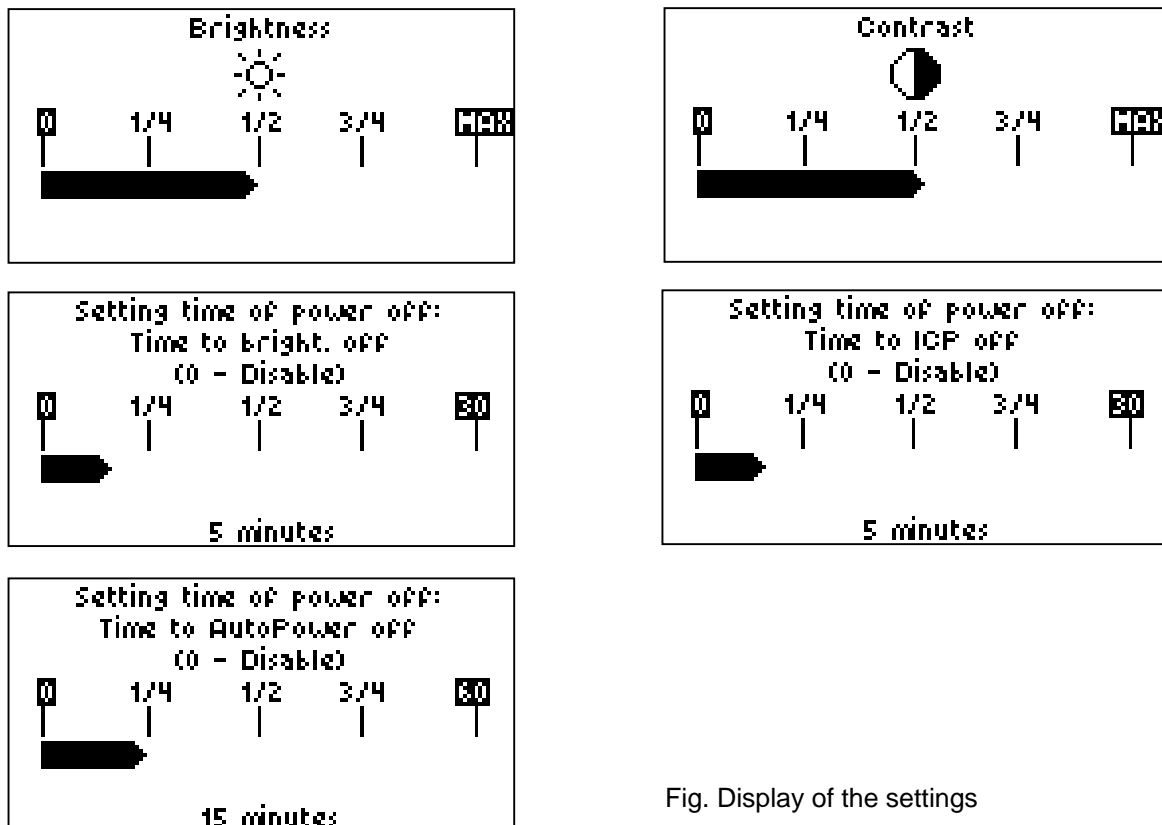 Brightness
0 1/4 1/2 3/4 MAX
Contrast
0 1/4 1/2 3/4 MAX
Setting time of power off:
Time to bright. off
(0 - Disable)
0 1/4 1/2 3/4 30
5 minutes
Setting time of power off:
Time to ICP off
(0 - Disable)
0 1/4 1/2 3/4 30
5 minutes
Setting time of power off:
Time to AutoPower off
(0 - Disable)
0 1/4 1/2 3/4 60
15 minutes
Fig. Display of the settings